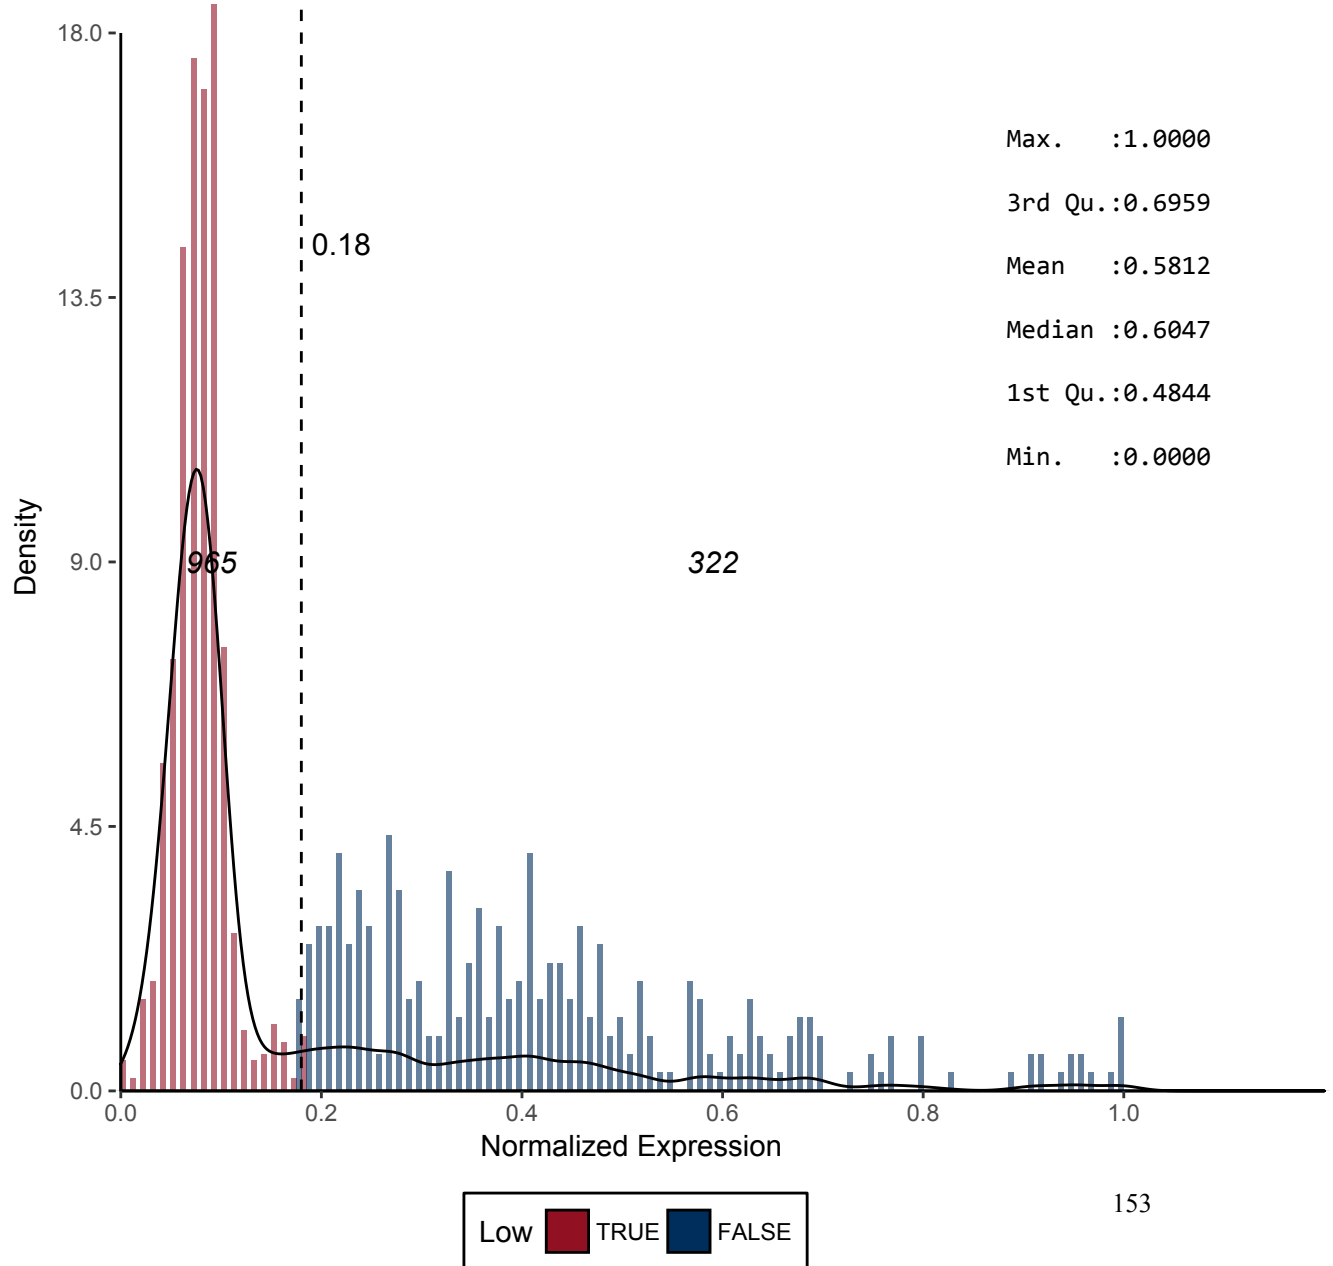 18.0
13.5
9.0
4.5
0.0
Density
0.18
965
322
Max.   :1.0000
3rd Qu.:0.6959
Mean   :0.5812
Median :0.6047
1st Qu.:0.4844
Min.   :0.0000
0.0 0.2 0.4 0.6 0.8 1.0
Normalized Expression
Low TRUE FALSE
153